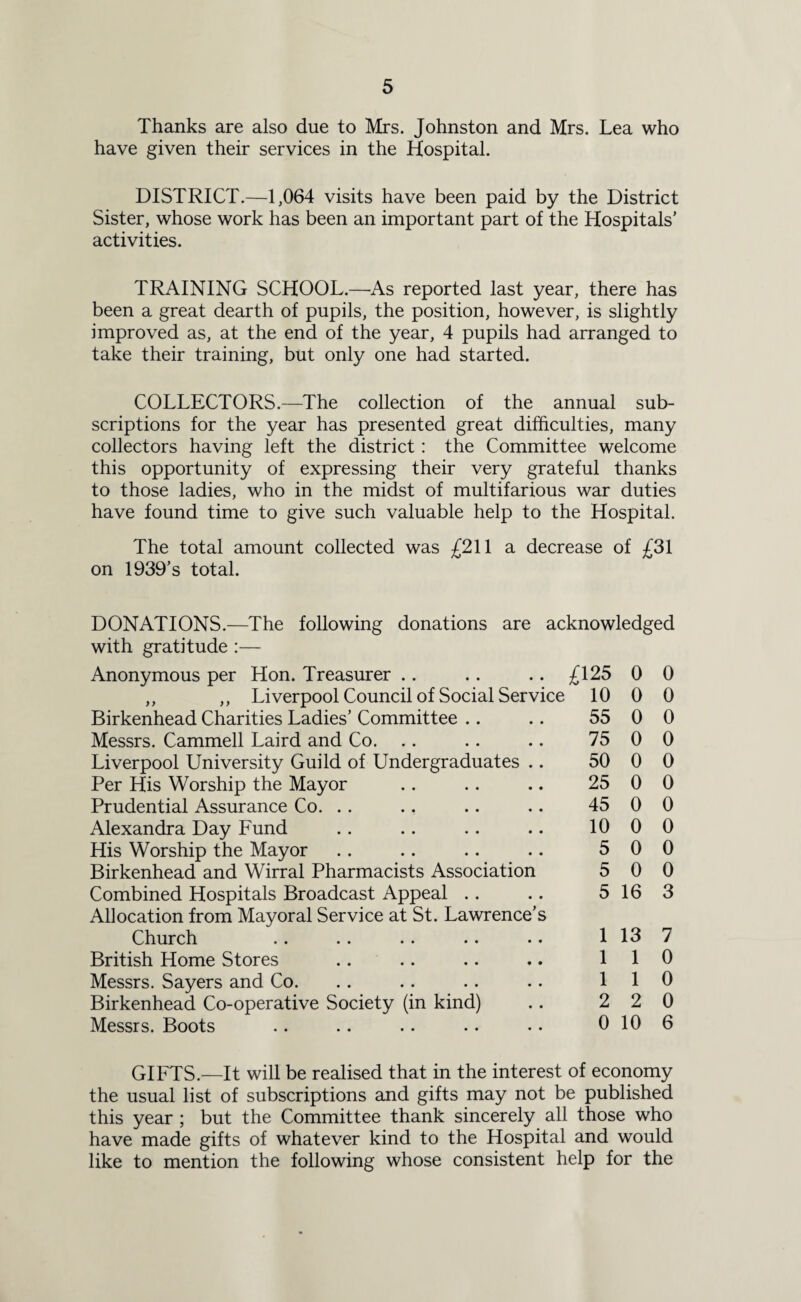 5
Thanks are also due to Mrs. Johnston and Mrs. Lea who
have given their services in the Hospital.
DISTRICT.—1,064 visits have been paid by the District
Sister, whose work has been an important part of the Hospitals'
activities.
TRAINING SCHOOL.—As reported last year, there has
been a great dearth of pupils, the position, however, is slightly
improved as, at the end of the year, 4 pupils had arranged to
take their training, but only one had started.
COLLECTORS.—The collection of the annual sub-
scriptions for the year has presented great difficulties, many
collectors having left the district : the Committee welcome
this opportunity of expressing their very grateful thanks
to those ladies, who in the midst of multifarious war duties
have found time to give such valuable help to the Hospital.
The total amount collected was £211 a decrease of £31
on 1939's total.
DONATIONS.—The following donations are acknowledged
with gratitude :—
Anonymous per Hon. Treasurer .. .. .. £125 0 0
,, ,, Liverpool Council of Social Service 10 0 0
Birkenhead Charities Ladies' Committee .. .. 55 0 0
Messrs. Cammell Laird and Co. .. .. .. 75 0 0
Liverpool University Guild of Undergraduates .. 50 0 0
Per His Worship the Mayor .. .. .. 25 0 0
Prudential Assurance Co. .. .. .. .. 45 0 0
Alexandra Day Fund .. .. .. .. 10 0 0
His Worship the Mayor .. .. .. .. 5 0 0
Birkenhead and Wirral Pharmacists Association 5 0 0
Combined Hospitals Broadcast Appeal .. .. 5 16 3
Allocation from Mayoral Service at St. Lawrence's
Church .. .. .. .. .. 1 13 7
British Home Stores .. .. .. .. 1 1 0
Messrs. Sayers and Co. .. .. .. .. 1 1 0
Birkenhead Co-operative Society (in kind) .. 2 2 0
Messrs. Boots .. .. .. .. .. 0 10 6
GIFTS.—It will be realised that in the interest of economy
the usual list of subscriptions and gifts may not be published
this year ; but the Committee thank sincerely all those who
have made gifts of whatever kind to the Hospital and would
like to mention the following whose consistent help for the